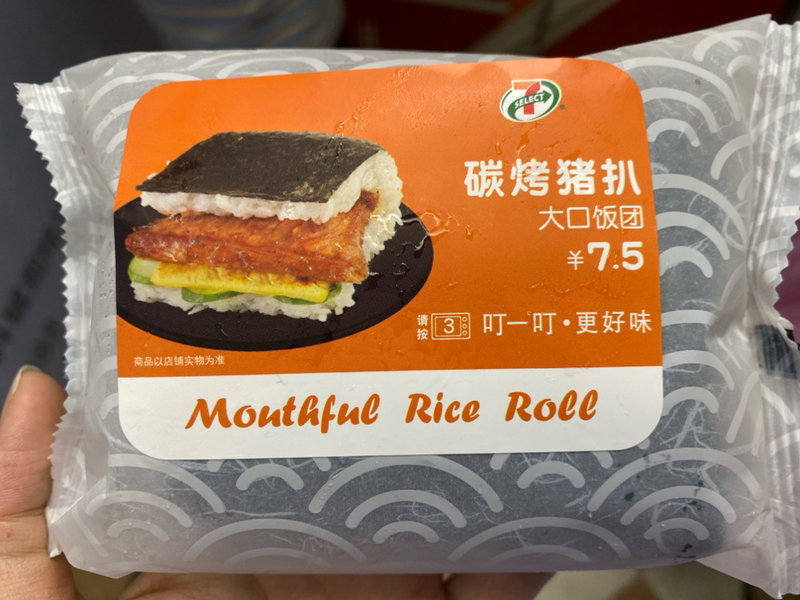 7
SELECT
碳烤猪扒
大口饭团
¥7.5
请按 3 叮一叮·更好味
商品以店铺实物为准
Mouthful Rice Roll